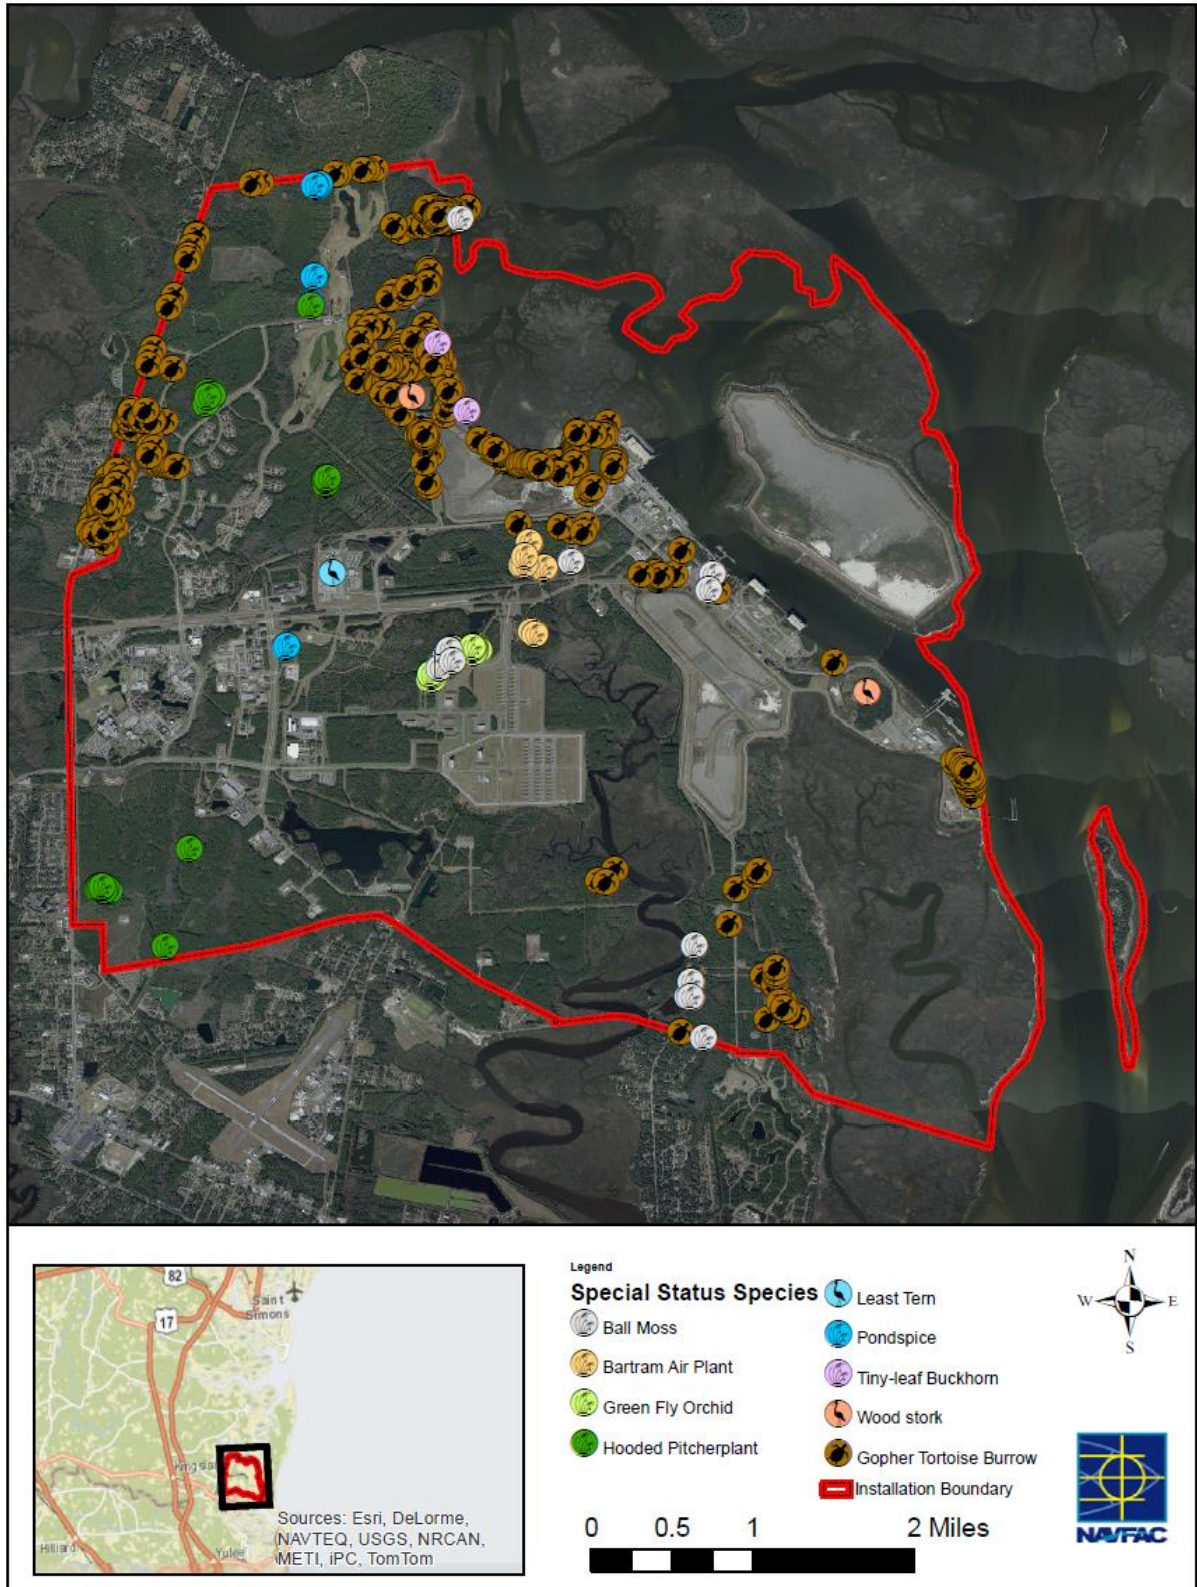 82
Saint
Simons
17
Hilliard
Yulee
Sources: Esri, DeLorme,
NAVTEQ, USGS, NRCAN,
METI, iPC, TomTom
Legend
Special Status Species
Ball Moss
Bartram Air Plant
Green Fly Orchid
Hooded Pitcherplant
Least Tern
Pondspice
Tiny-leaf Buckhorn
Wood stork
Gopher Tortoise Burrow
Installation Boundary
0 0.5 1 2 Miles
N
W E
S
NAVFAC